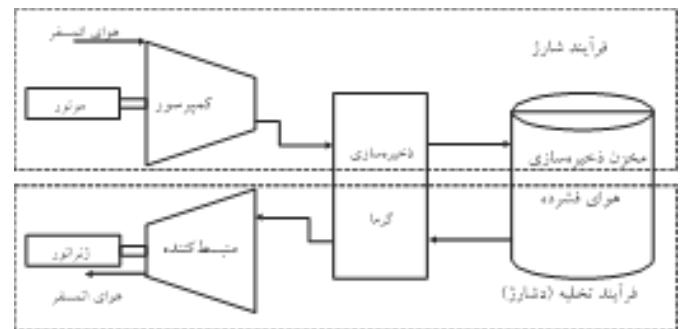 هوای اتمسفر
فرآیند شارژ
کمپرسور
موتور
ذخیره‌سازی
گرما
مخزن ذخیره‌سازی
هوای فشرده
منبسط کننده
ژنراتور
هوای اتمسفر
فرآیند تخلیه (دشارژ)